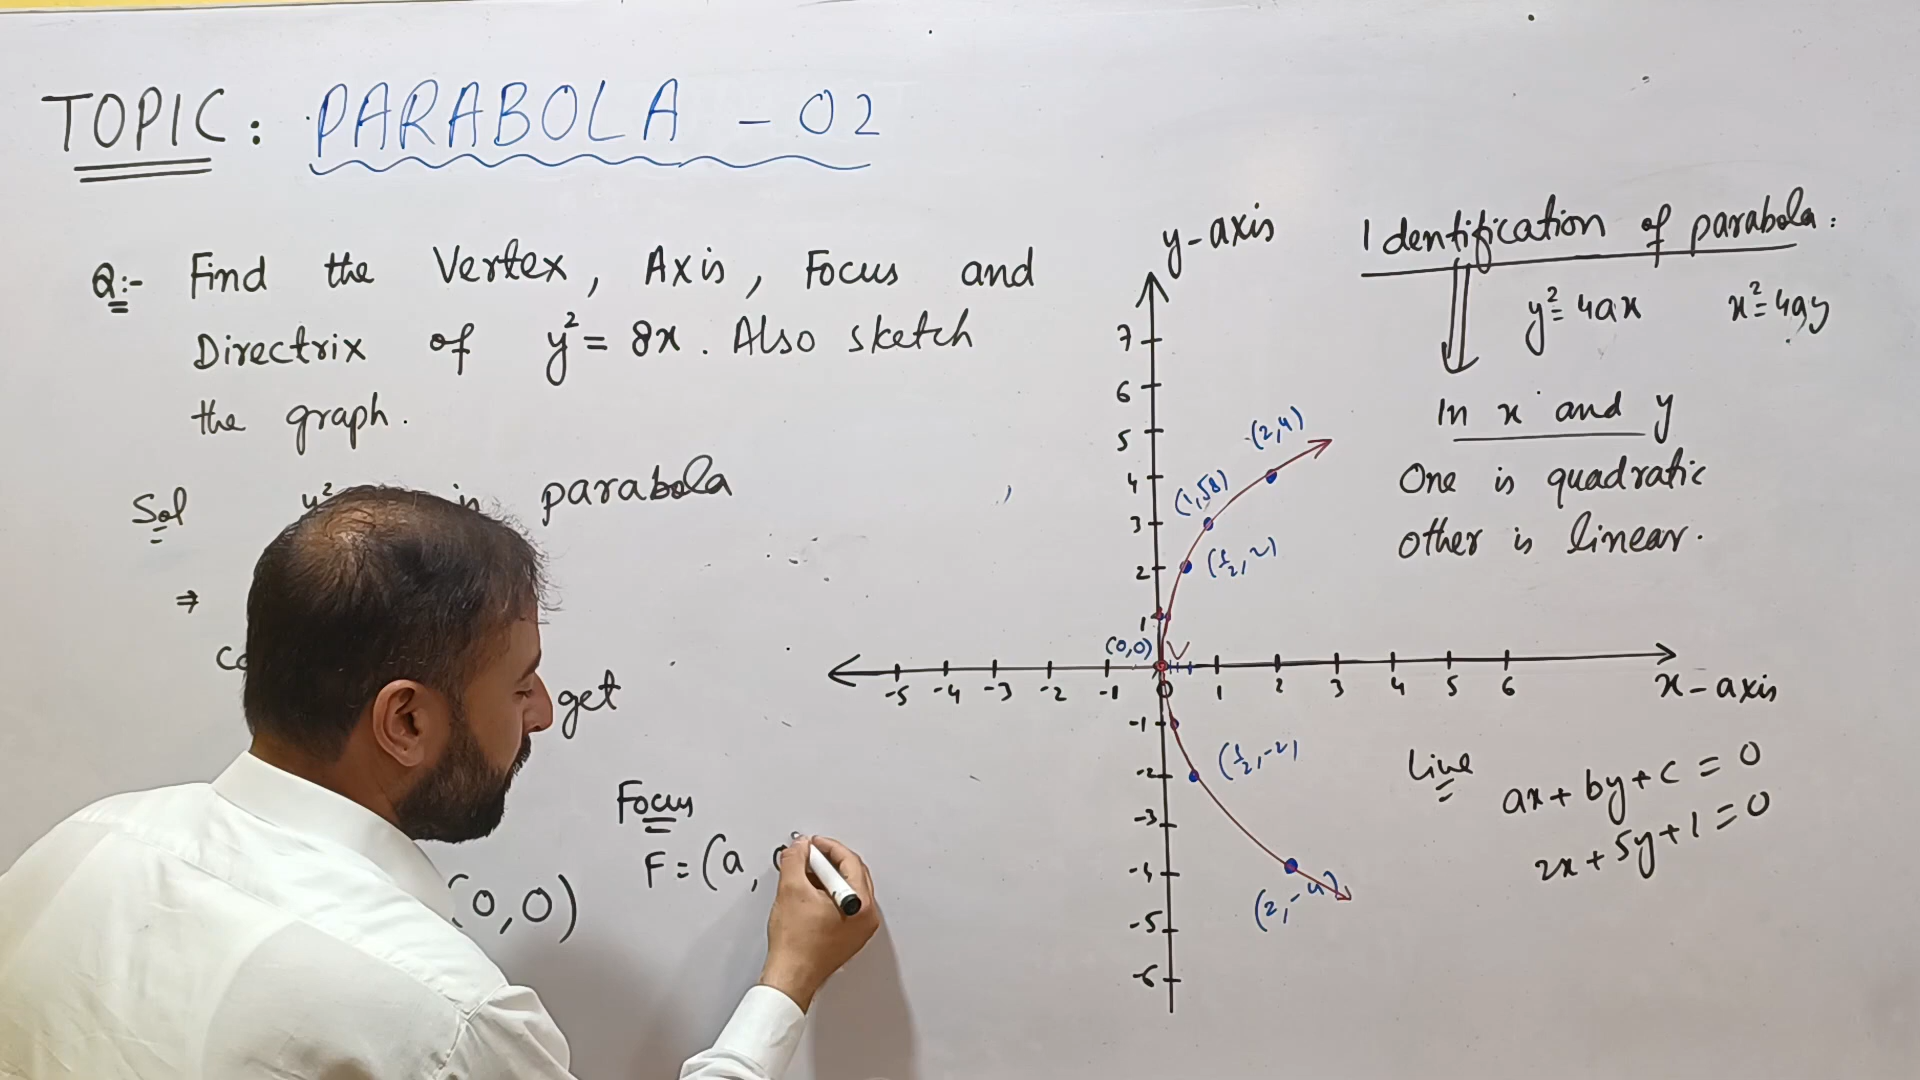 TOPIC: PARABOLA - 02
Q:- Find the Vertex, Axis, Focus and
Directrix of y² = 8x. Also sketch
the graph.
Sol y² is parabola
⇒
get
Focus
F = (a,
(0,0)
y-axis
7
6
5
4
3
2
1
(2,4)
(1,√8)
(½,2)
(0,0) V
-5 -4 -3 -2 -1 0 1 2 3 4 5 6
x-axis
-1
-2
-3
-4
-5
-6
(½,-2)
(2,-4)
Identification of parabola:
y²=4ax x²=4ay
In x and y
One is quadratic
other is linear.
Line
ax+by+c=0
2x+5y+1=0